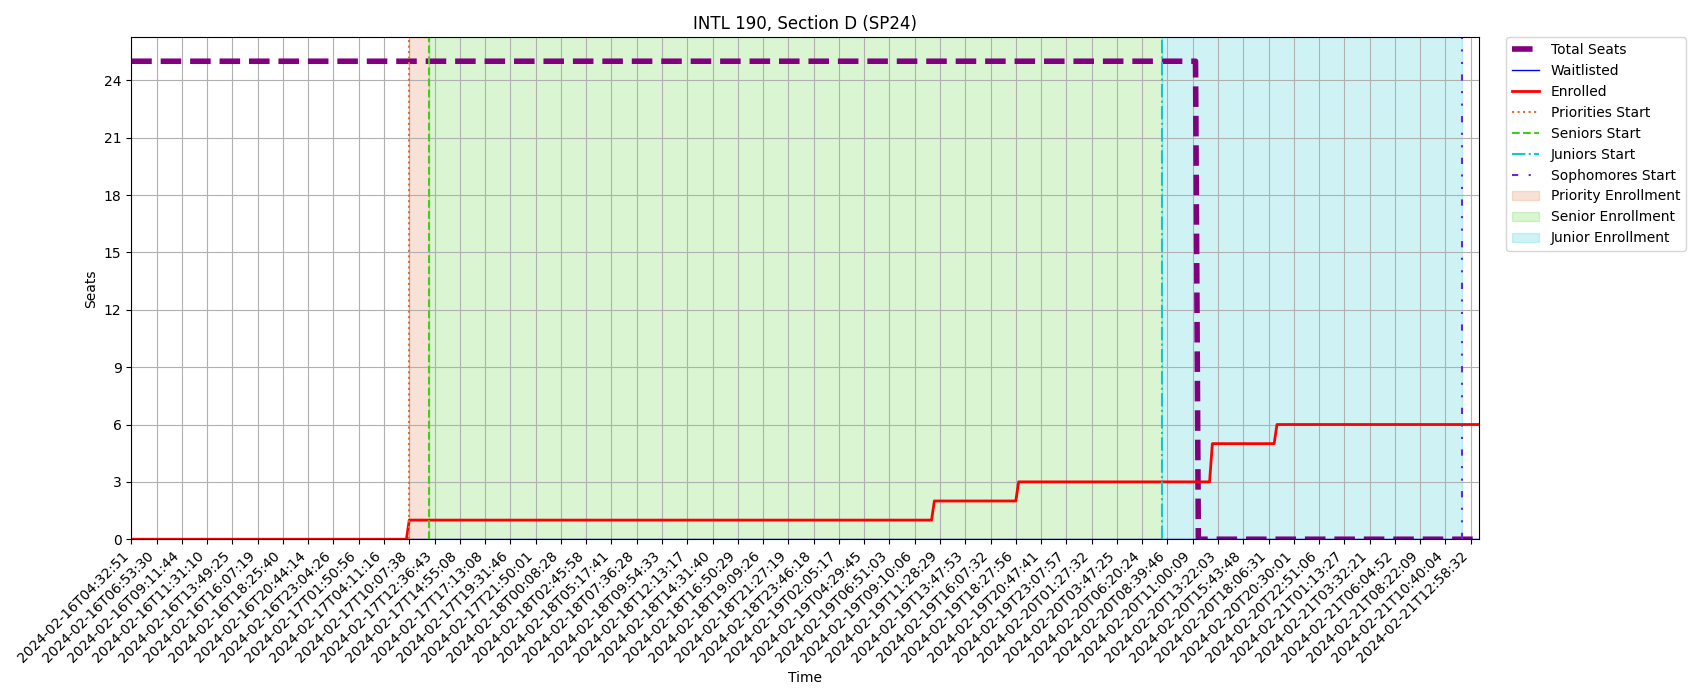 INTL 190, Section D (SP24)
Seats
24
21
18
15
12
9
6
3
0
2024-02-16T04:32:51
2024-02-16T06:53:30
2024-02-16T09:11:44
2024-02-16T11:31:10
2024-02-16T13:49:25
2024-02-16T16:07:19
2024-02-16T18:25:40
2024-02-16T20:44:14
2024-02-16T23:04:26
2024-02-17T01:50:56
2024-02-17T04:11:16
2024-02-17T10:07:38
2024-02-17T12:36:43
2024-02-17T14:55:08
2024-02-17T17:13:08
2024-02-17T19:31:46
2024-02-17T21:50:01
2024-02-18T00:08:28
2024-02-18T02:45:58
2024-02-18T05:17:41
2024-02-18T07:36:28
2024-02-18T09:54:33
2024-02-18T12:13:17
2024-02-18T14:31:40
2024-02-18T16:50:29
2024-02-18T19:09:26
2024-02-18T21:27:19
2024-02-18T23:46:18
2024-02-19T02:05:17
2024-02-19T04:29:45
2024-02-19T06:51:03
2024-02-19T09:10:06
2024-02-19T11:28:29
2024-02-19T13:47:53
2024-02-19T16:07:32
2024-02-19T18:27:56
2024-02-19T20:47:41
2024-02-19T23:07:57
2024-02-20T01:27:32
2024-02-20T03:47:25
2024-02-20T06:20:24
2024-02-20T08:39:46
2024-02-20T11:00:09
2024-02-20T13:22:03
2024-02-20T15:43:48
2024-02-20T18:06:31
2024-02-20T20:30:01
2024-02-20T22:51:06
2024-02-21T01:13:27
2024-02-21T03:32:21
2024-02-21T06:04:52
2024-02-21T08:22:09
2024-02-21T10:40:04
2024-02-21T12:58:32
Time
Total Seats
Waitlisted
Enrolled
Priorities Start
Seniors Start
Juniors Start
Sophomores Start
Priority Enrollment
Senior Enrollment
Junior Enrollment